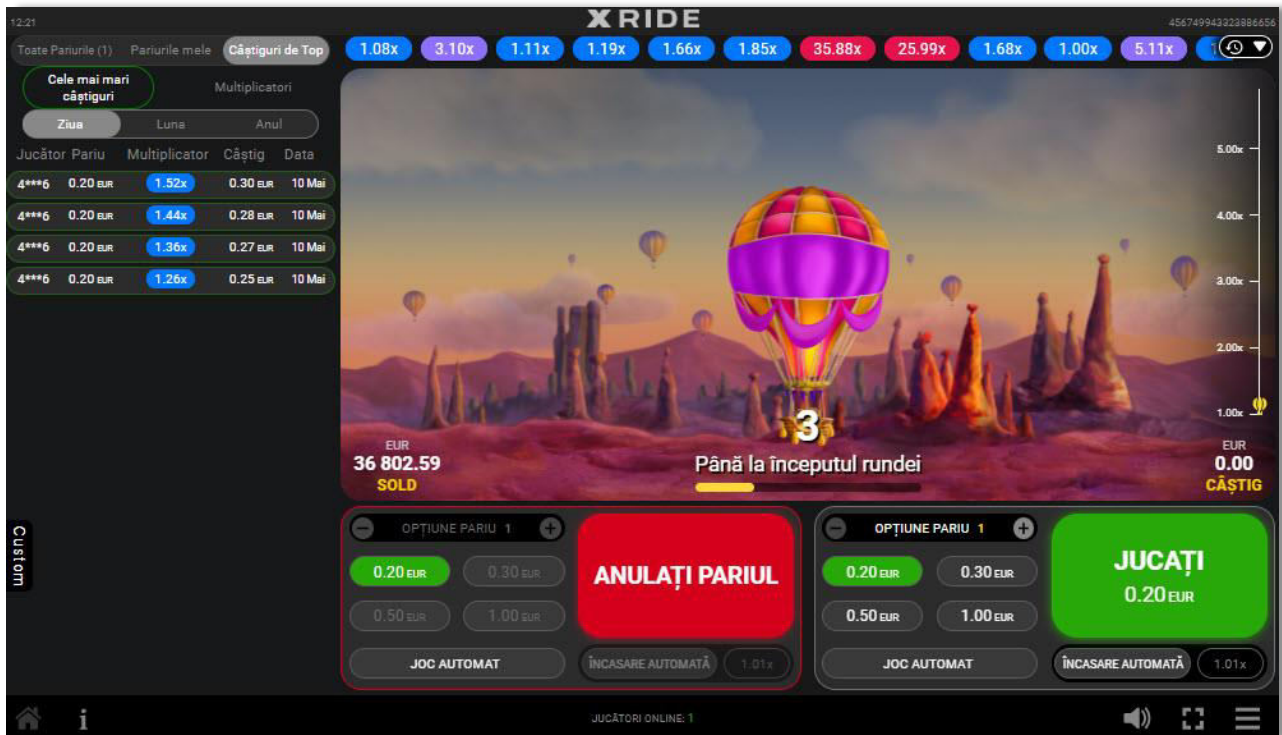 12:21
X RIDE
456749943323886656
Toate Pariurile (1) Pariurile mele Câștiguri de Top
1.08x 3.10x 1.11x 1.19x 1.66x 1.85x 35.88x 25.99x 1.68x 1.00x 5.11x
Cele mai mari
câștiguri
Multiplicatori
Ziua Luna Anul
Jucător Pariu Multiplicator Câștig Data
4***6 0.20 EUR 1.52x 0.30 EUR 10 Mai
4***6 0.20 EUR 1.44x 0.28 EUR 10 Mai
4***6 0.20 EUR 1.36x 0.27 EUR 10 Mai
4***6 0.20 EUR 1.26x 0.25 EUR 10 Mai
5.00x
4.00x
3.00x
2.00x
1.00x
3
Până la începutul rundei
EUR
36 802.59
SOLD
EUR
0.00
CÂȘTIG
Custom
OPȚIUNE PARIU 1
0.20 EUR 0.30 EUR
0.50 EUR 1.00 EUR
ANULAȚI PARIUL
JOC AUTOMAT
ÎNCASARE AUTOMATĂ 1.01x
OPȚIUNE PARIU 1
0.20 EUR 0.30 EUR
0.50 EUR 1.00 EUR
JUCAȚI
0.20 EUR
JOC AUTOMAT
ÎNCASARE AUTOMATĂ 1.01x
JUCĂTORI ONLINE: 1